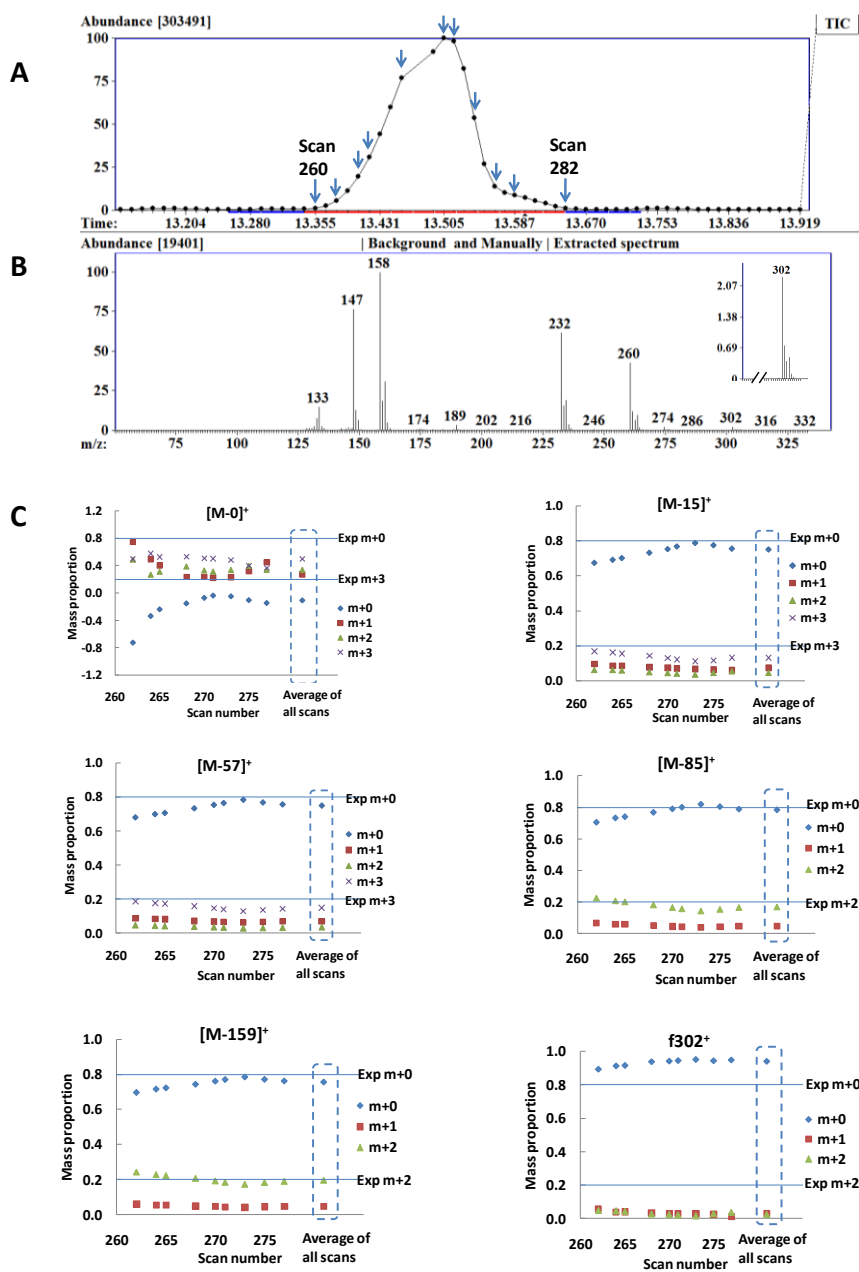 A
Abundance [303491]
TIC
100
75
50
25
0
Scan 260
Scan 282
Time: 13.204 13.280 13.355 13.431 13.505 13.587 13.670 13.753 13.836 13.919
B
Abundance [19401] | Background and Manually | Extracted spectrum
100
75
50
25
0
133 147 158 174 189 202 216 232 246 260 274 286 302 316 332
302
2.07
1.38
0.69
0
m/z: 75 100 125 150 175 200 225 250 275 300 325
C
[M-0]+
Mass proportion
1.2
0.8
0.4
0.0
-0.4
-0.8
-1.2
Exp m+0
Exp m+3
m+0
m+1
m+2
m+3
260 265 270 275
Scan number
Average of all scans
[M-15]+
Mass proportion
1.0
0.8
0.6
0.4
0.2
0.0
Exp m+0
m+0
m+1
m+2
m+3
Exp m+3
260 265 270 275
Scan number
Average of all scans
[M-57]+
Mass proportion
1.0
0.8
0.6
0.4
0.2
0.0
Exp m+0
m+0
m+1
m+2
m+3
Exp m+3
260 265 270 275
Scan number
Average of all scans
[M-85]+
Mass proportion
1.0
0.8
0.6
0.4
0.2
0.0
Exp m+0
m+0
m+1
m+2
Exp m+2
260 265 270 275
Scan number
Average of all scans
[M-159]+
Mass proportion
1.0
0.8
0.6
0.4
0.2
0.0
Exp m+0
m+0
m+1
m+2
Exp m+2
260 265 270 275
Scan number
Average of all scans
f302+
Mass proportion
1.0
0.8
0.6
0.4
0.2
0.0
Exp m+0
m+0
m+1
m+2
Exp m+2
260 265 270 275
Scan number
Average of all scans